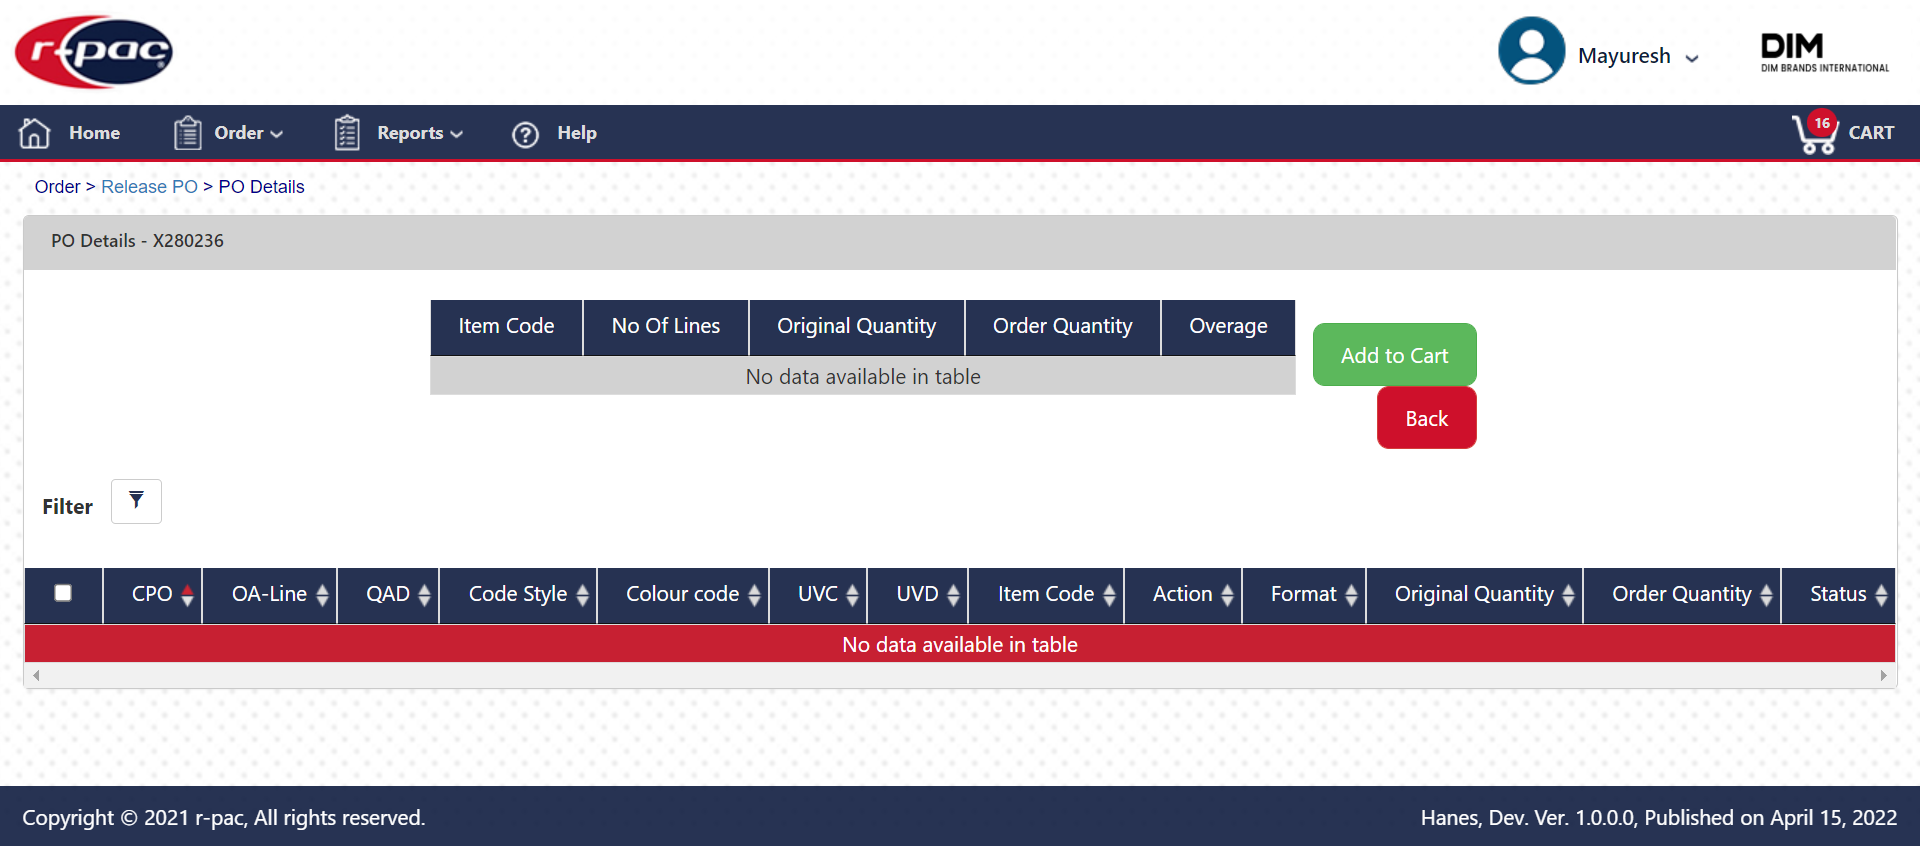 r-pac
Mayuresh
DIM
DIM BRANDS INTERNATIONAL
Home
Order
Reports
Help
16
CART
Order > Release PO > PO Details
PO Details - X280236
Item Code No Of Lines Original Quantity Order Quantity Overage
No data available in table
Add to Cart
Back
Filter
CPO OA-Line QAD Code Style Colour code UVC UVD Item Code Action Format Original Quantity Order Quantity Status
No data available in table
Copyright © 2021 r-pac, All rights reserved.
Hanes, Dev. Ver. 1.0.0.0, Published on April 15, 2022